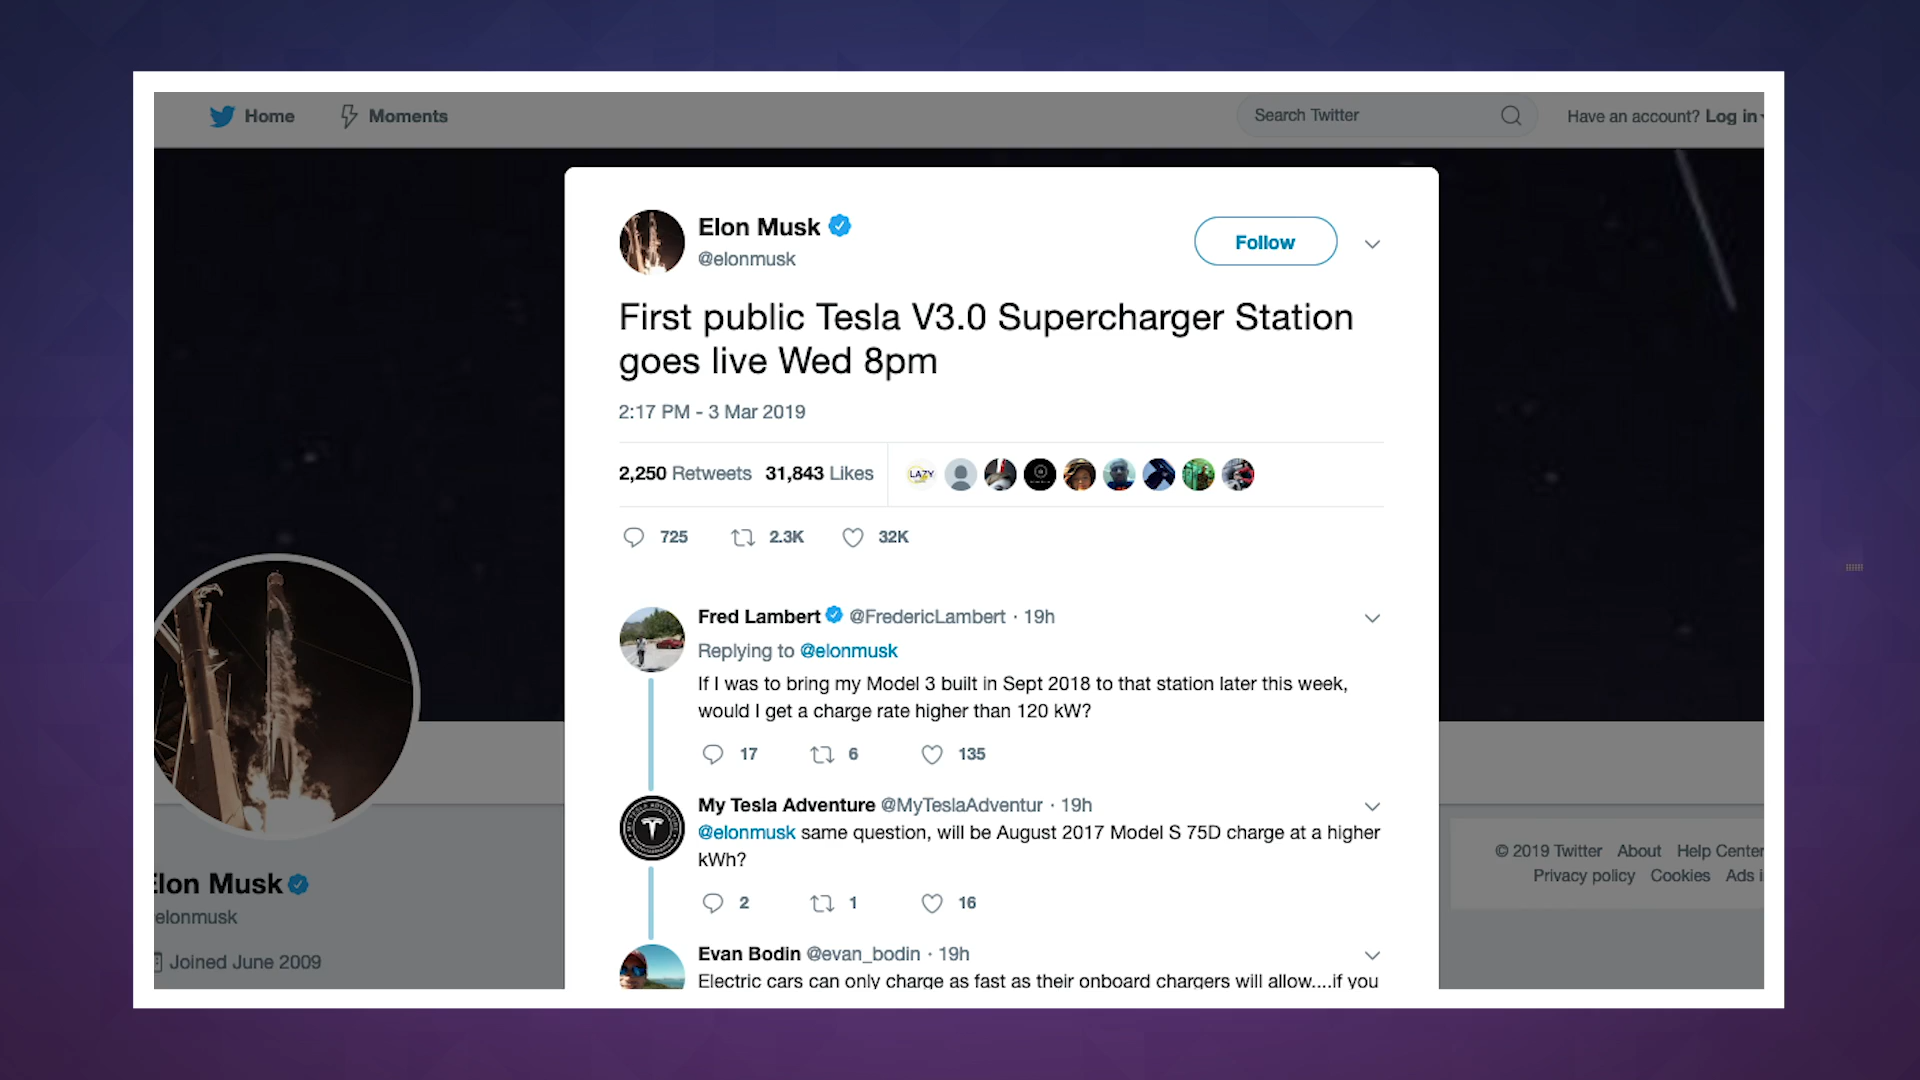 Home Moments Search Twitter Have an account? Log in
Elon Musk
@elonmusk
Follow
First public Tesla V3.0 Supercharger Station
goes live Wed 8pm
2:17 PM - 3 Mar 2019
2,250 Retweets 31,843 Likes
LAZY
725 2.3K 32K
Fred Lambert @FredericLambert · 19h
Replying to @elonmusk
If I was to bring my Model 3 built in Sept 2018 to that station later this week,
would I get a charge rate higher than 120 kW?
17 6 135
My Tesla Adventure @MyTeslaAdventur · 19h
@elonmusk same question, will be August 2017 Model S 75D charge at a higher
kWh?
2 1 16
Evan Bodin @evan_bodin · 19h
Electric cars can only charge as fast as their onboard chargers will allow....if you
Elon Musk
elonmusk
Joined June 2009
© 2019 Twitter About Help Center
Privacy policy Cookies Ads i